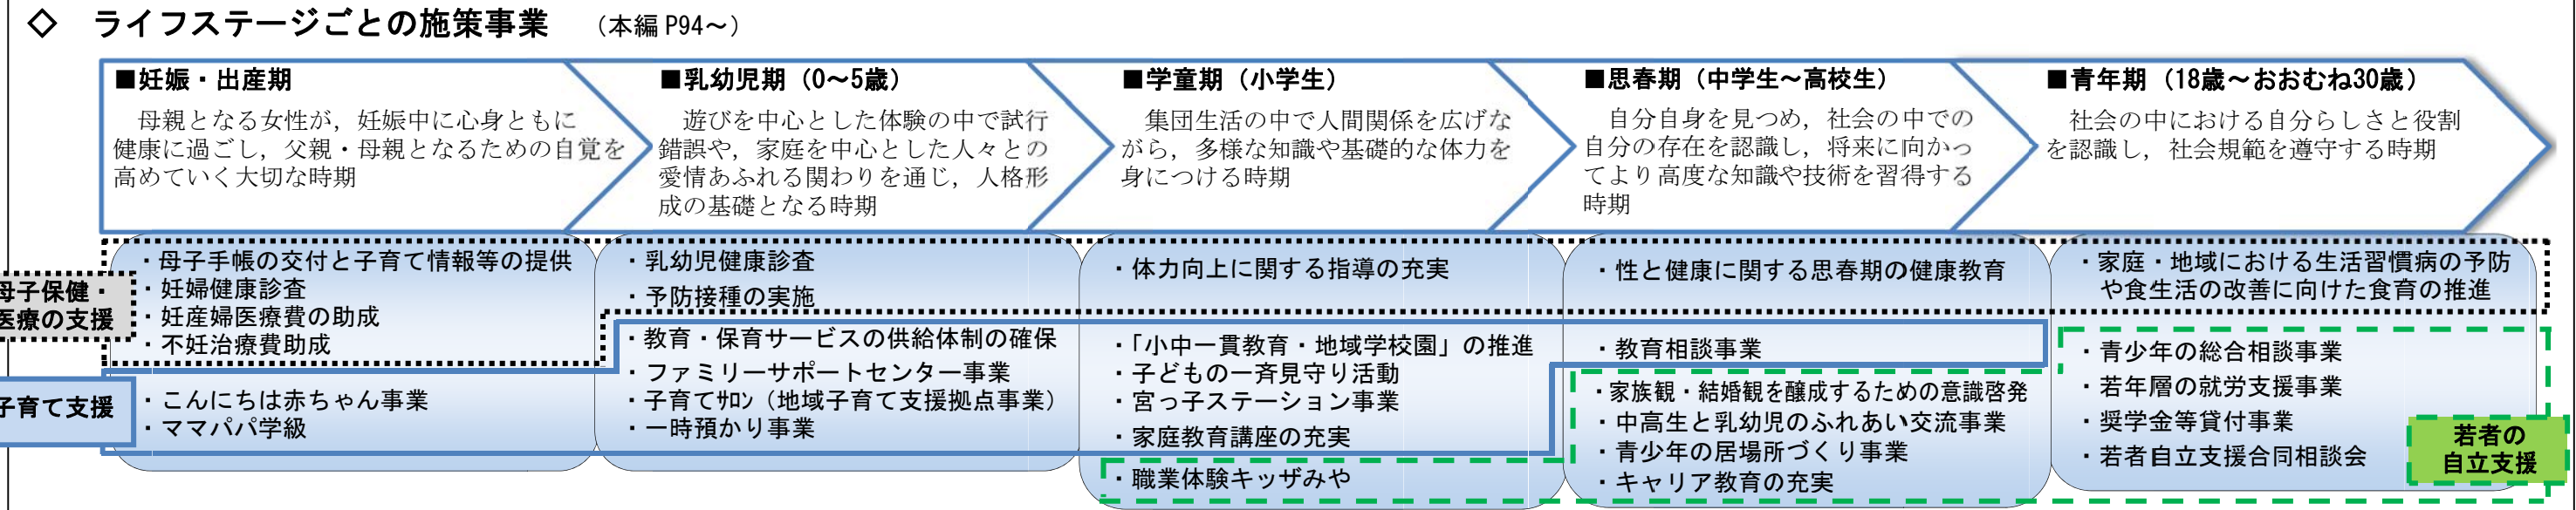 ◇ ライフステージごとの施策事業 （本編 P94～）
■妊娠・出産期
母親となる女性が，妊娠中に心身ともに
健康に過ごし，父親・母親となるための自覚を
高めていく大切な時期
■乳幼児期（0～5歳）
遊びを中心とした体験の中で試行
錯誤や，家庭を中心とした人々との
愛情あふれる関わりを通じ，人格形
成の基礎となる時期
■学童期（小学生）
集団生活の中で人間関係を広げな
がら，多様な知識や基礎的な体力を
身につける時期
■思春期（中学生～高校生）
自分自身を見つめ，社会の中での
自分の存在を認識し，将来に向かっ
てより高度な知識や技術を習得する
時期
■青年期（18歳～おおむね30歳）
社会の中における自分らしさと役割
を認識し，社会規範を遵守する時期
母子保健・
医療の支援
・母子手帳の交付と子育て情報等の提供
・妊婦健康診査
・妊産婦医療費の助成
・不妊治療費助成
・乳幼児健康診査
・予防接種の実施
・体力向上に関する指導の充実
・性と健康に関する思春期の健康教育
・家庭・地域における生活習慣病の予防
や食生活の改善に向けた食育の推進
子育て支援
・こんにちは赤ちゃん事業
・ママパパ学級
・教育・保育サービスの供給体制の確保
・ファミリーサポートセンター事業
・子育てｻﾛﾝ（地域子育て支援拠点事業）
・一時預かり事業
・「小中一貫教育・地域学校園」の推進
・子どもの一斉見守り活動
・宮っ子ステーション事業
・家庭教育講座の充実
・職業体験キッザみや
・教育相談事業
・家族観・結婚観を醸成するための意識啓発
・中高生と乳幼児のふれあい交流事業
・青少年の居場所づくり事業
・キャリア教育の充実
・青少年の総合相談事業
・若年層の就労支援事業
・奨学金等貸付事業
・若者自立支援合同相談会
若者の
自立支援